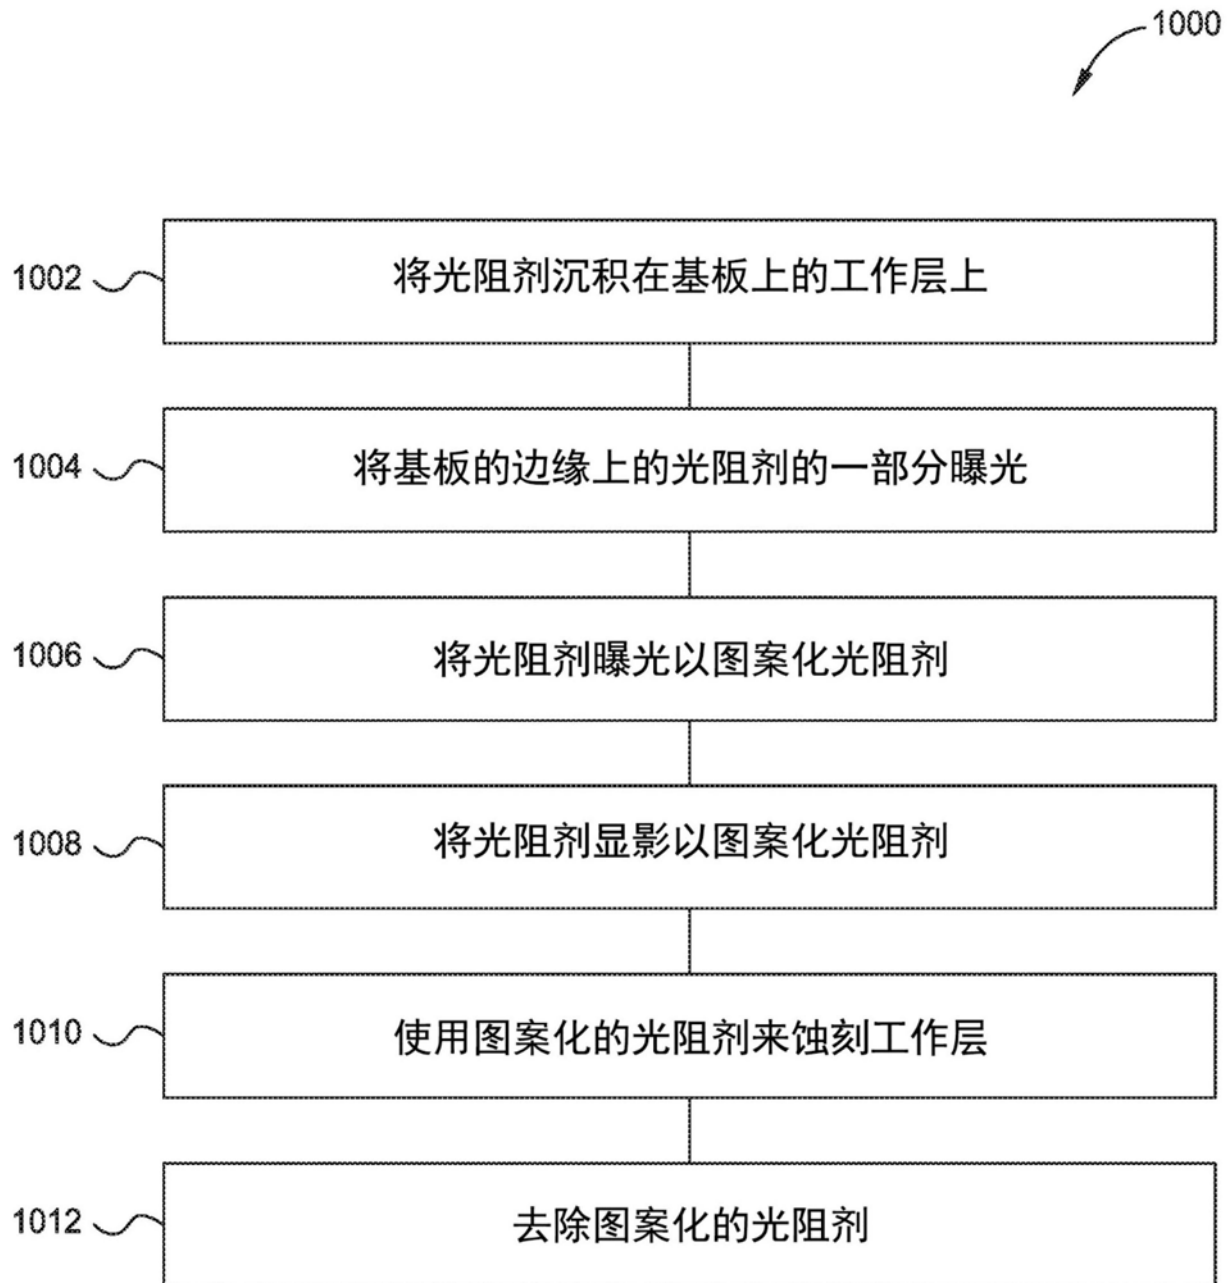 1000
1002 将光阻剂沉积在基板上的工作层上
1004 将基板的边缘上的光阻剂的一部分曝光
1006 将光阻剂曝光以图案化光阻剂
1008 将光阻剂显影以图案化光阻剂
1010 使用图案化的光阻剂来蚀刻工作层
1012 去除图案化的光阻剂